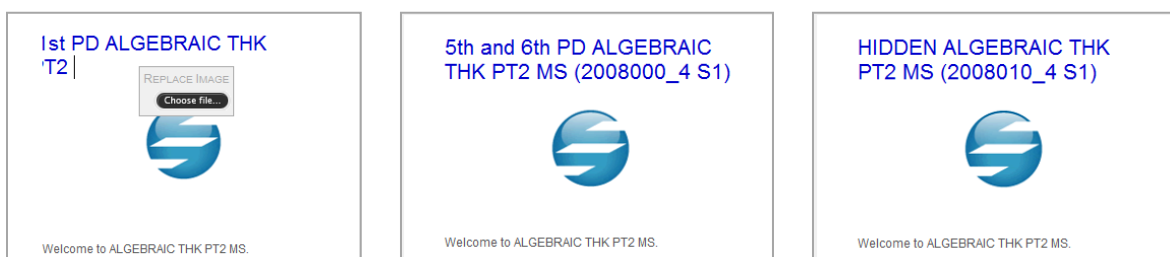 1st PD ALGEBRAIC THK
PT2
REPLACE IMAGE
Choose file...
Welcome to ALGEBRAIC THK PT2 MS.
5th and 6th PD ALGEBRAIC
THK PT2 MS (2008000_4 S1)
Welcome to ALGEBRAIC THK PT2 MS.
HIDDEN ALGEBRAIC THK
PT2 MS (2008010_4 S1)
Welcome to ALGEBRAIC THK PT2 MS.